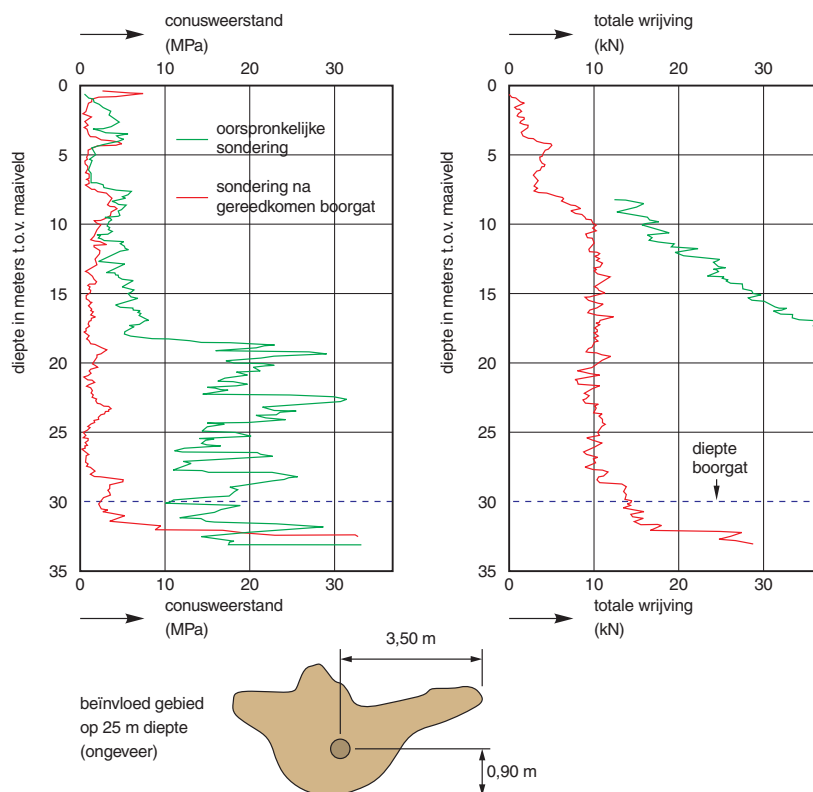 conusweerstand
(MPa)
0 10 20 30
diepte in meters t.o.v. maaiveld
0
5
10
15
20
25
30
35
oorspronkelijke
sondering
sondering na
gereedkomen boorgat
0 10 20 30
conusweerstand
(MPa)
totale wrijving
(kN)
0 10 20 30
diepte in meters t.o.v. maaiveld
0
5
10
15
20
25
30
35
diepte
boorgat
0 10 20 30
totale wrijving
(kN)
3,50 m
beïnvloed gebied
op 25 m diepte
(ongeveer)
0,90 m